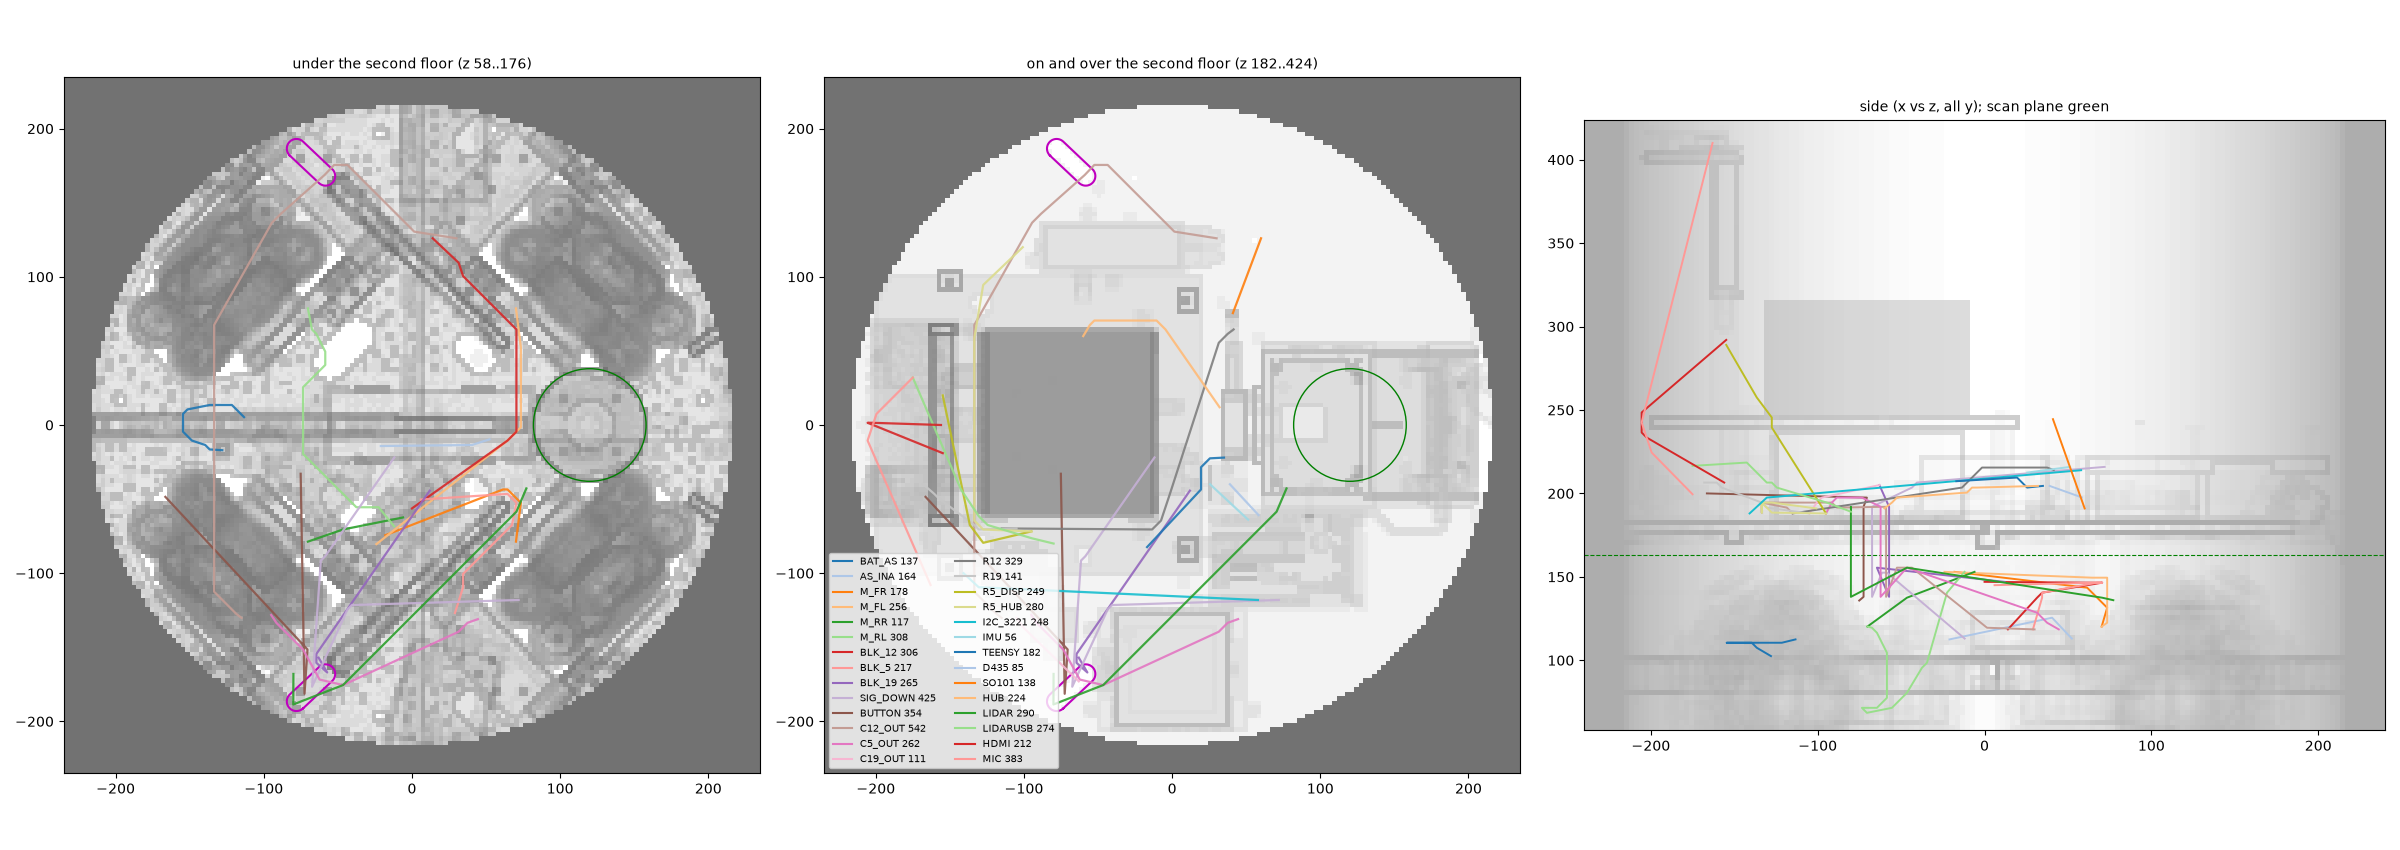 under the second floor (z 58..176)
200
100
0
−100
−200
−200
−100
0
100
200
on and over the second floor (z 182..424)
200
100
0
−100
−200
−200
−100
0
100
200
BAT_AS 137
AS_INA 164
M_FR 178
M_FL 256
M_RR 117
M_RL 308
BLK_12 306
BLK_5 217
BLK_19 265
SIG_DOWN 425
BUTTON 354
C12_OUT 542
C5_OUT 262
C19_OUT 111
R12 329
R19 141
R5_DISP 249
R5_HUB 280
I2C_3221 248
IMU 56
TEENSY 182
D435 85
SO101 138
HUB 224
LIDAR 290
LIDARUSB 274
HDMI 212
MIC 383
side (x vs z, all y); scan plane green
400
350
300
250
200
150
100
−200
−100
0
100
200